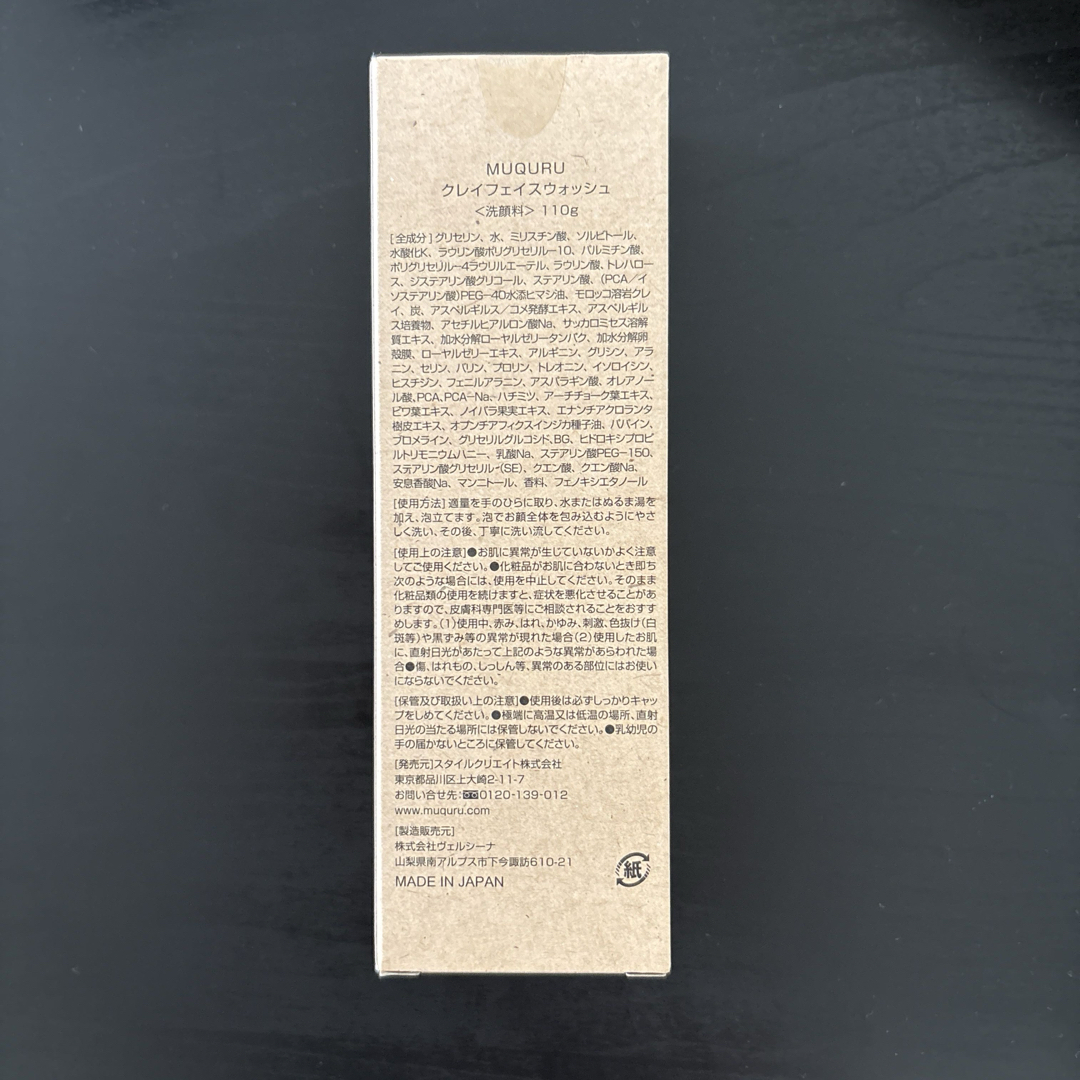 MUQURU
クレイフェイスウォッシュ
＜洗顔料＞ 110g
[全成分]グリセリン、水、ミリスチン酸、ソルビトール、
水酸化K、ラウリン酸ポリグリセリル-10、パルミチン酸、
ポリグリセリル-4ラウリルエーテル、ラウリン酸、トレハロー
ス、ジステアリン酸グリコール、ステアリン酸、(PCA／イ
ソステアリン酸)PEG-40水添ヒマシ油、モロッコ溶岩クレ
イ、炭、アスペルギルス／コメ発酵エキス、アスペルギル
ス培養物、アセチルヒアルロン酸Na、サッカロミセス溶解
質エキス、加水分解ローヤルゼリータンパク、加水分解卵
殻膜、ローヤルゼリーエキス、アルギニン、グリシン、アラ
ニン、セリン、バリン、プロリン、トレオニン、イソロイシン、
ヒスチジン、フェニルアラニン、アスパラギン酸、オレアノー
ル酸、PCA、PCA-Na、ハチミツ、アーチチョーク葉エキス、
ビワ葉エキス、ノイバラ果実エキス、エナンチアクロランタ
樹皮エキス、オプンチアフィクスインジカ種子油、パパイン、
ブロメライン、グリセリルグルコシド、BG、ヒドロキシプロピ
ルトリモニウムハニー、乳酸Na、ステアリン酸PEG-150、
ステアリン酸グリセリル(SE)、クエン酸、クエン酸Na、
安息香酸Na、マンニトール、香料、フェノキシエタノール
[使用方法]適量を手のひらに取り、水またはぬるま湯を
加え、泡立てます。泡でお顔全体を包み込むようにやさ
しく洗い、その後、丁寧に洗い流してください。
[使用上の注意]●お肌に異常が生じていないかよく注意
してご使用ください。●化粧品がお肌に合わないとき即ち
次のような場合には、使用を中止してください。そのまま
化粧品類の使用を続けますと、症状を悪化させることがあ
りますので、皮膚科専門医等にご相談されることをおすす
めします。(1)使用中、赤み、はれ、かゆみ、刺激、色抜け(白
斑等)や黒ずみ等の異常が現れた場合(2)使用したお肌
に、直射日光があたって上記のような異常があらわれた場
合●傷、はれもの、しっしん等、異常のある部位にはお使い
にならないでください。
[保管及び取扱い上の注意]●使用後は必ずしっかりキャッ
プをしめてください。●極端に高温又は低温の場所、直射
日光の当たる場所には保管しないでください。●乳幼児の
手の届かないところに保管してください。
[発売元]スタイルクリエイト株式会社
東京都品川区上大崎2-11-7
お問い合せ先：0120-139-012
www.muquru.com
[製造販売元]
株式会社ヴェルシーナ
山梨県南アルプス市下今諏訪610-21
MADE IN JAPAN
紙